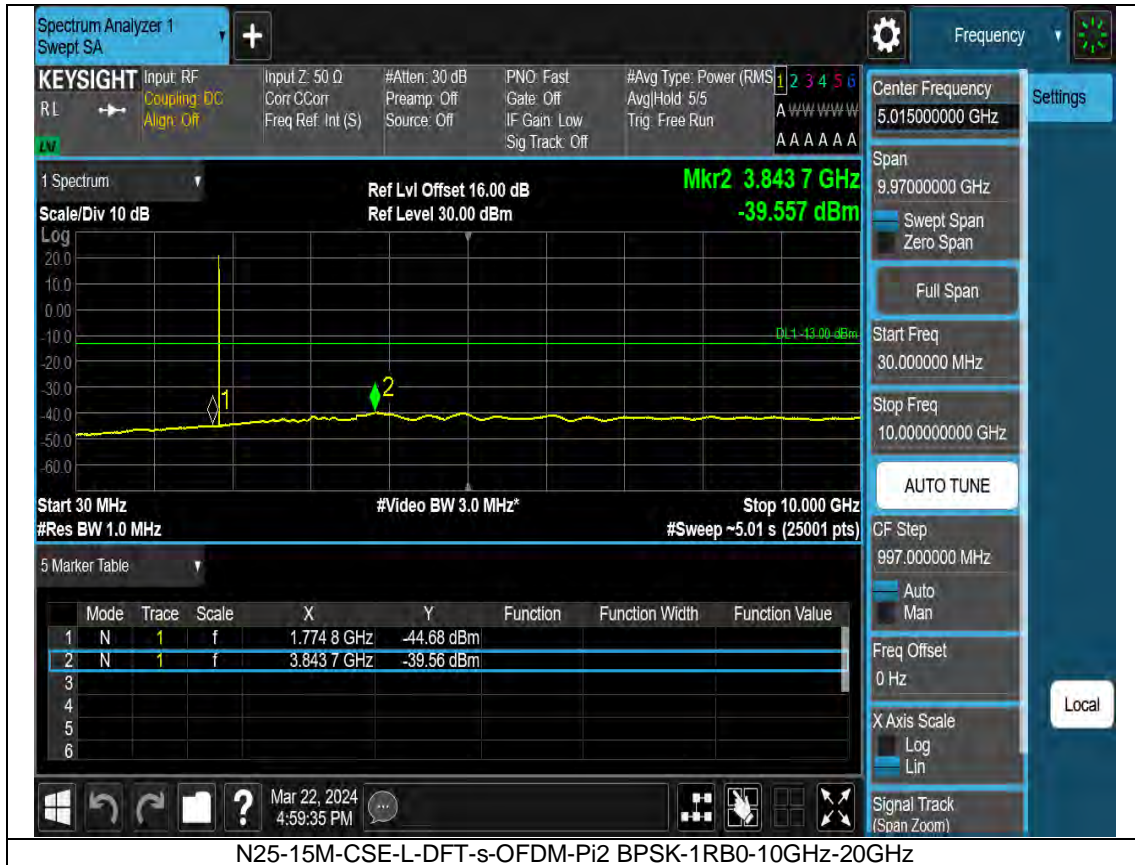 Spectrum Analyzer 1
Swept SA
+
Frequency
KEYSIGHT
RL
Input: RF
Coupling: DC
Align: Off
Input Z: 50 Ω
Corr CCorr
Freq Ref: Int (S)
#Atten: 30 dB
Preamp: Off
Source: Off
PNO: Fast
Gate: Off
IF Gain: Low
Sig Track: Off
#Avg Type: Power (RMS
Avg|Hold: 5/5
Trig: Free Run
1 2 3 4 5 6
A W W W W W
A A A A A A
Center Frequency
5.015000000 GHz
Settings
Span
9.97000000 GHz
Swept Span
Zero Span
Full Span
Start Freq
30.000000 MHz
Stop Freq
10.000000000 GHz
AUTO TUNE
CF Step
997.000000 MHz
Auto
Man
Freq Offset
0 Hz
X Axis Scale
Log
Lin
Signal Track
(Span Zoom)
Local
1 Spectrum
Scale/Div 10 dB
Ref Lvl Offset 16.00 dB
Ref Level 30.00 dBm
Mkr2 3.843 7 GHz
-39.557 dBm
Log
20.0
10.0
0.00
-10.0
-20.0
-30.0
-40.0
-50.0
-60.0
DL1 -13.00 dBm
1
2
Start 30 MHz
#Video BW 3.0 MHz*
Stop 10.000 GHz
#Res BW 1.0 MHz
#Sweep ~5.01 s (25001 pts)
5 Marker Table
Mode Trace Scale X Y Function Function Width Function Value
1 N 1 f 1.774 8 GHz -44.68 dBm
2 N 1 f 3.843 7 GHz -39.56 dBm
3
4
5
6
?
Mar 22, 2024
4:59:35 PM
N25-15M-CSE-L-DFT-s-OFDM-Pi2 BPSK-1RB0-10GHz-20GHz